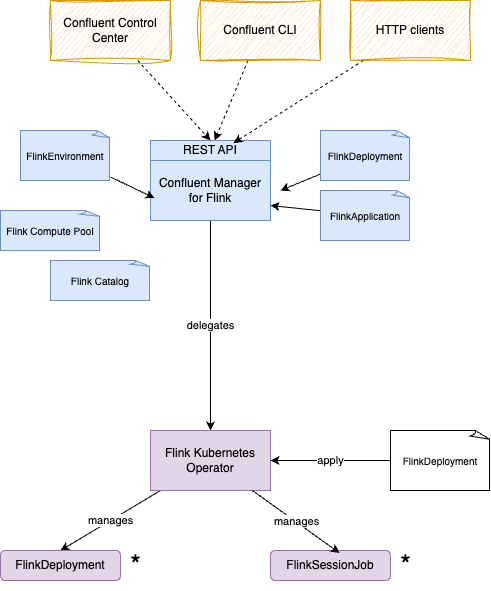 Confluent Control
Center
Confluent CLI
HTTP clients
REST API
Confluent Manager
for Flink
FlinkEnvironment
Flink Compute Pool
Flink Catalog
FlinkDeployment
FlinkApplication
delegates
Flink Kubernetes
Operator
apply
FlinkDeployment
manages
manages
FlinkDeployment *
FlinkSessionJob *